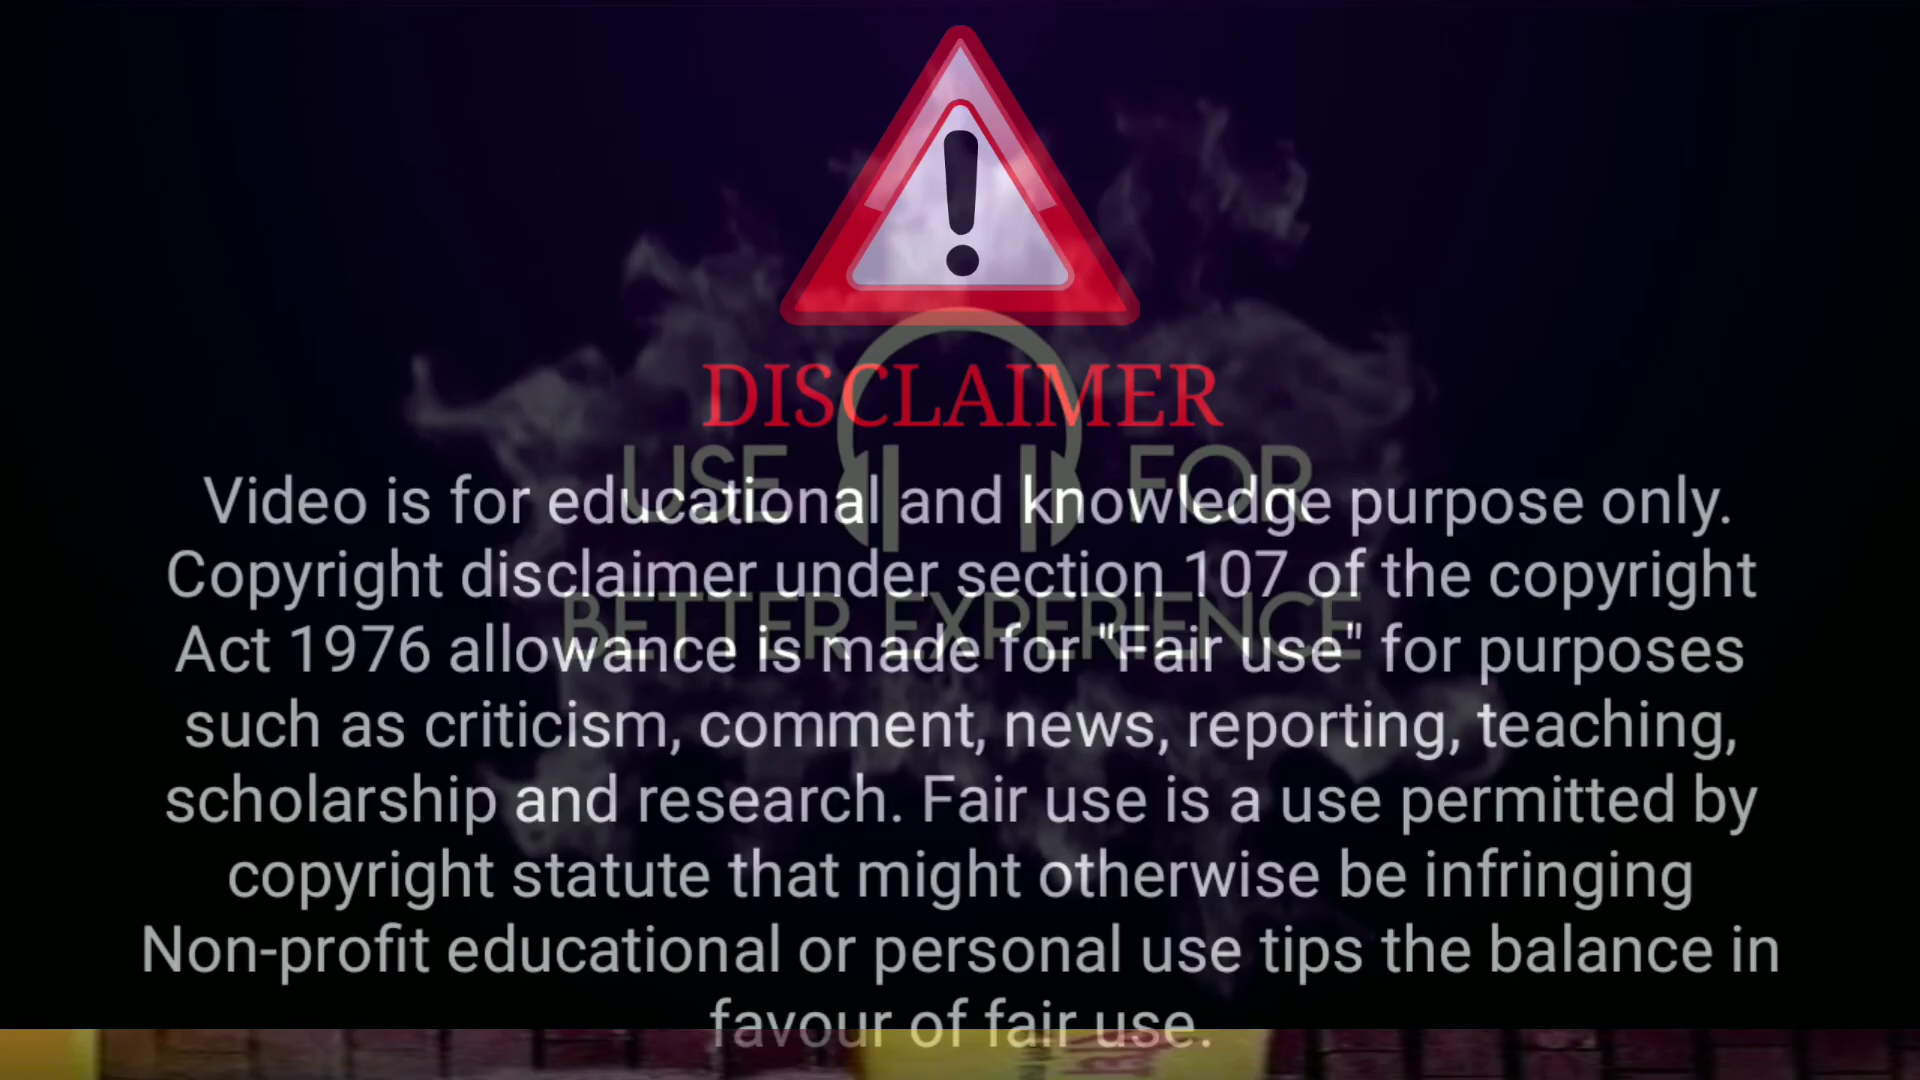 DISCLAIMER
USE FOR
Video is for educational and knowledge purpose only.
Copyright disclaimer under section 107 of the copyright
BETTER EXPERIENCE
Act 1976 allowance is made for "Fair use" for purposes
such as criticism, comment, news, reporting, teaching,
scholarship and research. Fair use is a use permitted by
copyright statute that might otherwise be infringing
Non-profit educational or personal use tips the balance in
favour of fair use.